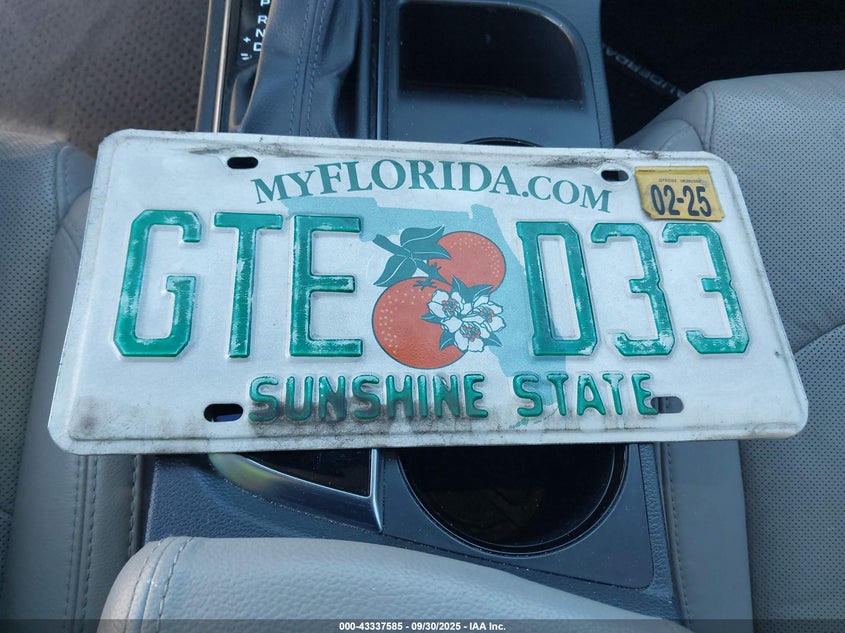 P
R
N
+ D
MYFLORIDA.COM
02-25
GTE D33
SUNSHINE STATE
000-43337585 - 09/30/2025 - IAA Inc.